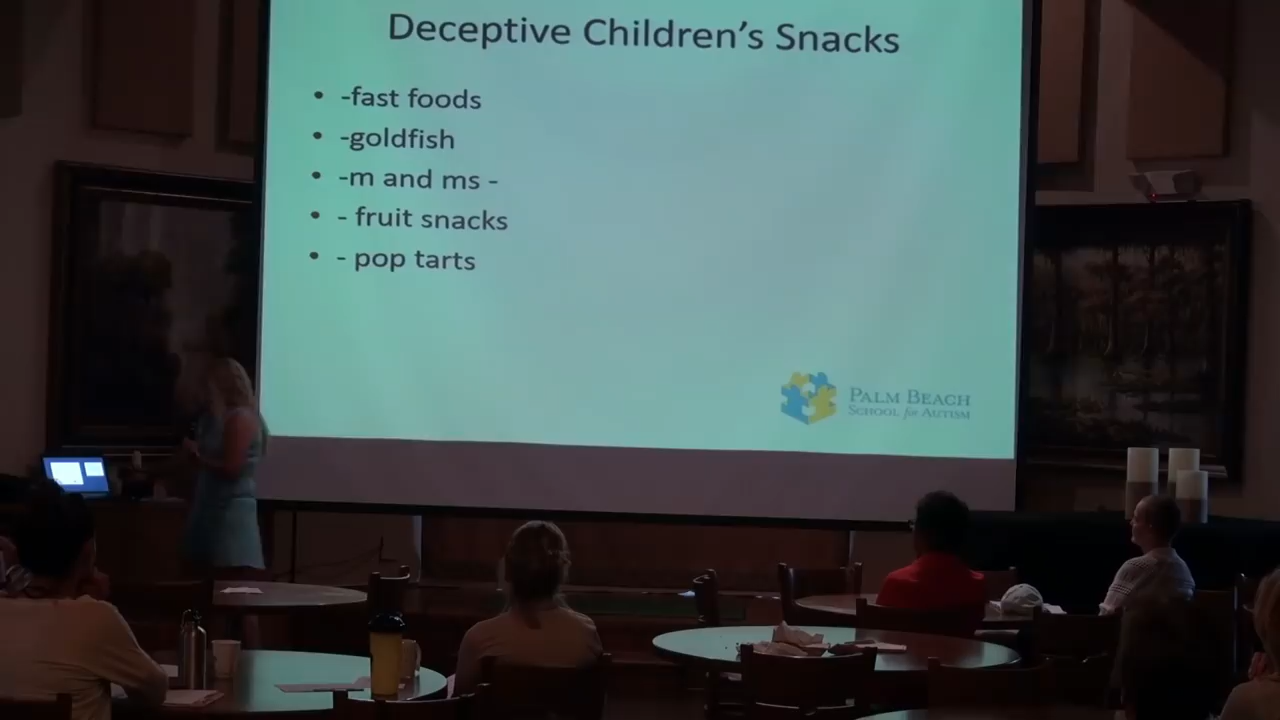 Deceptive Children's Snacks
• -fast foods
• -goldfish
• -m and ms -
• - fruit snacks
• - pop tarts
PALM BEACH
SCHOOL for AUTISM